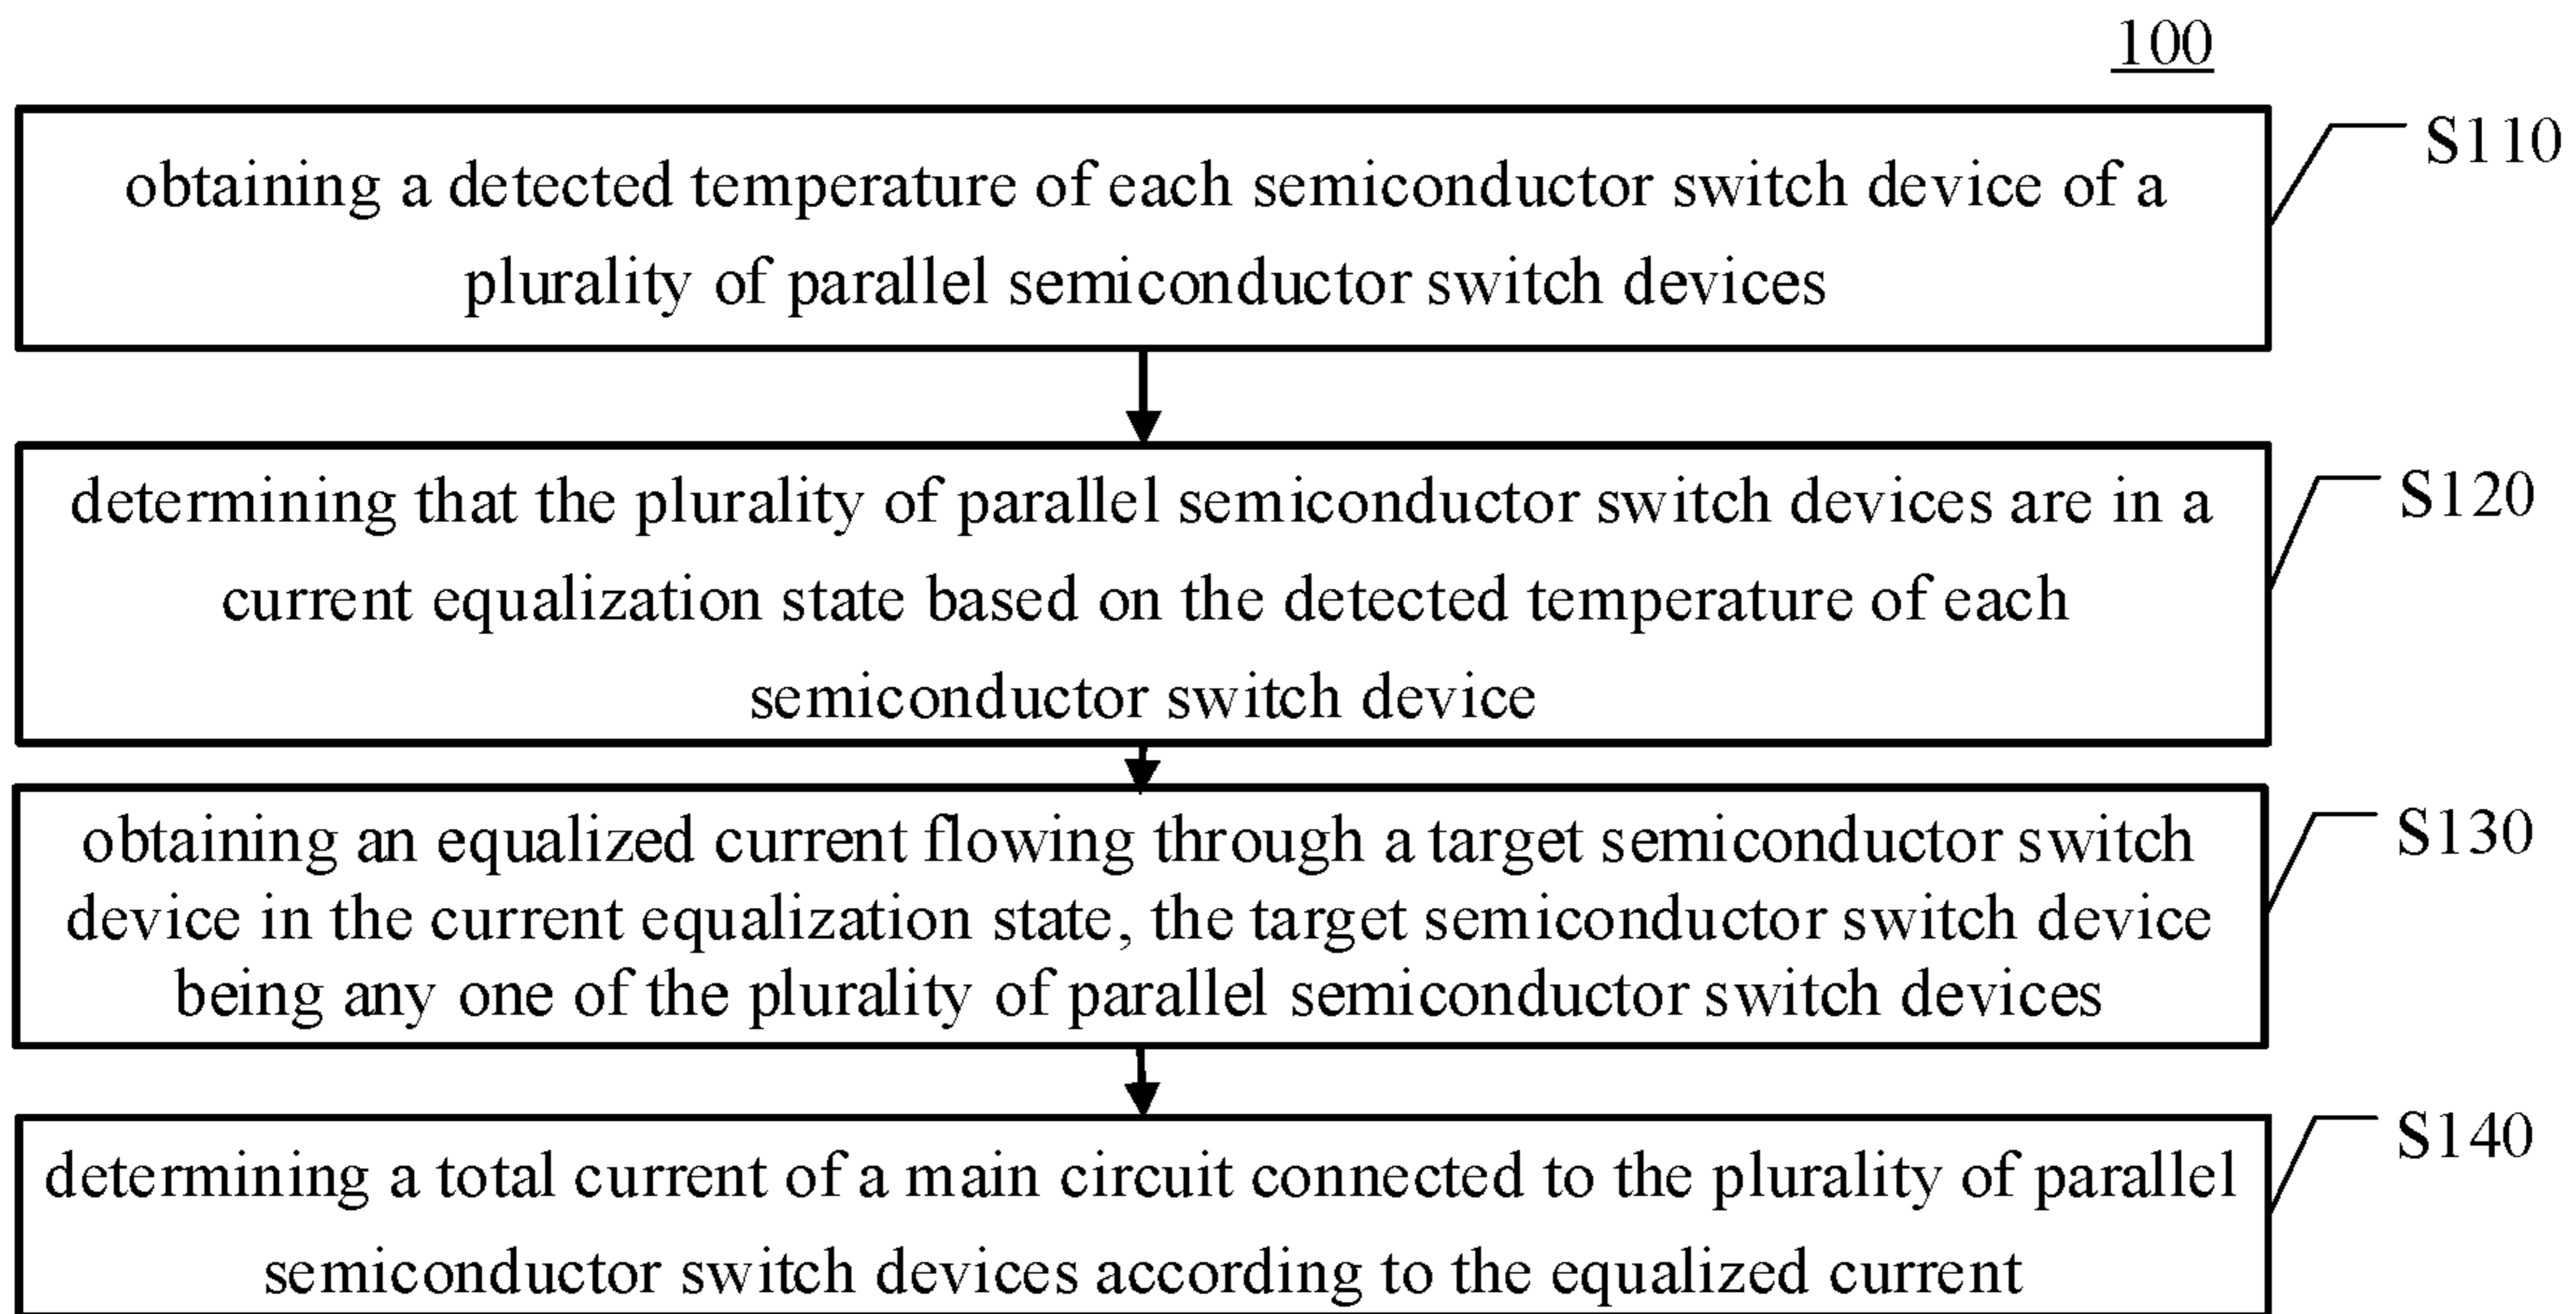 100
obtaining a detected temperature of each semiconductor switch device of a
plurality of parallel semiconductor switch devices
S110
determining that the plurality of parallel semiconductor switch devices are in a
current equalization state based on the detected temperature of each
semiconductor switch device
S120
obtaining an equalized current flowing through a target semiconductor switch
device in the current equalization state, the target semiconductor switch device
being any one of the plurality of parallel semiconductor switch devices
S130
determining a total current of a main circuit connected to the plurality of parallel
semiconductor switch devices according to the equalized current
S140